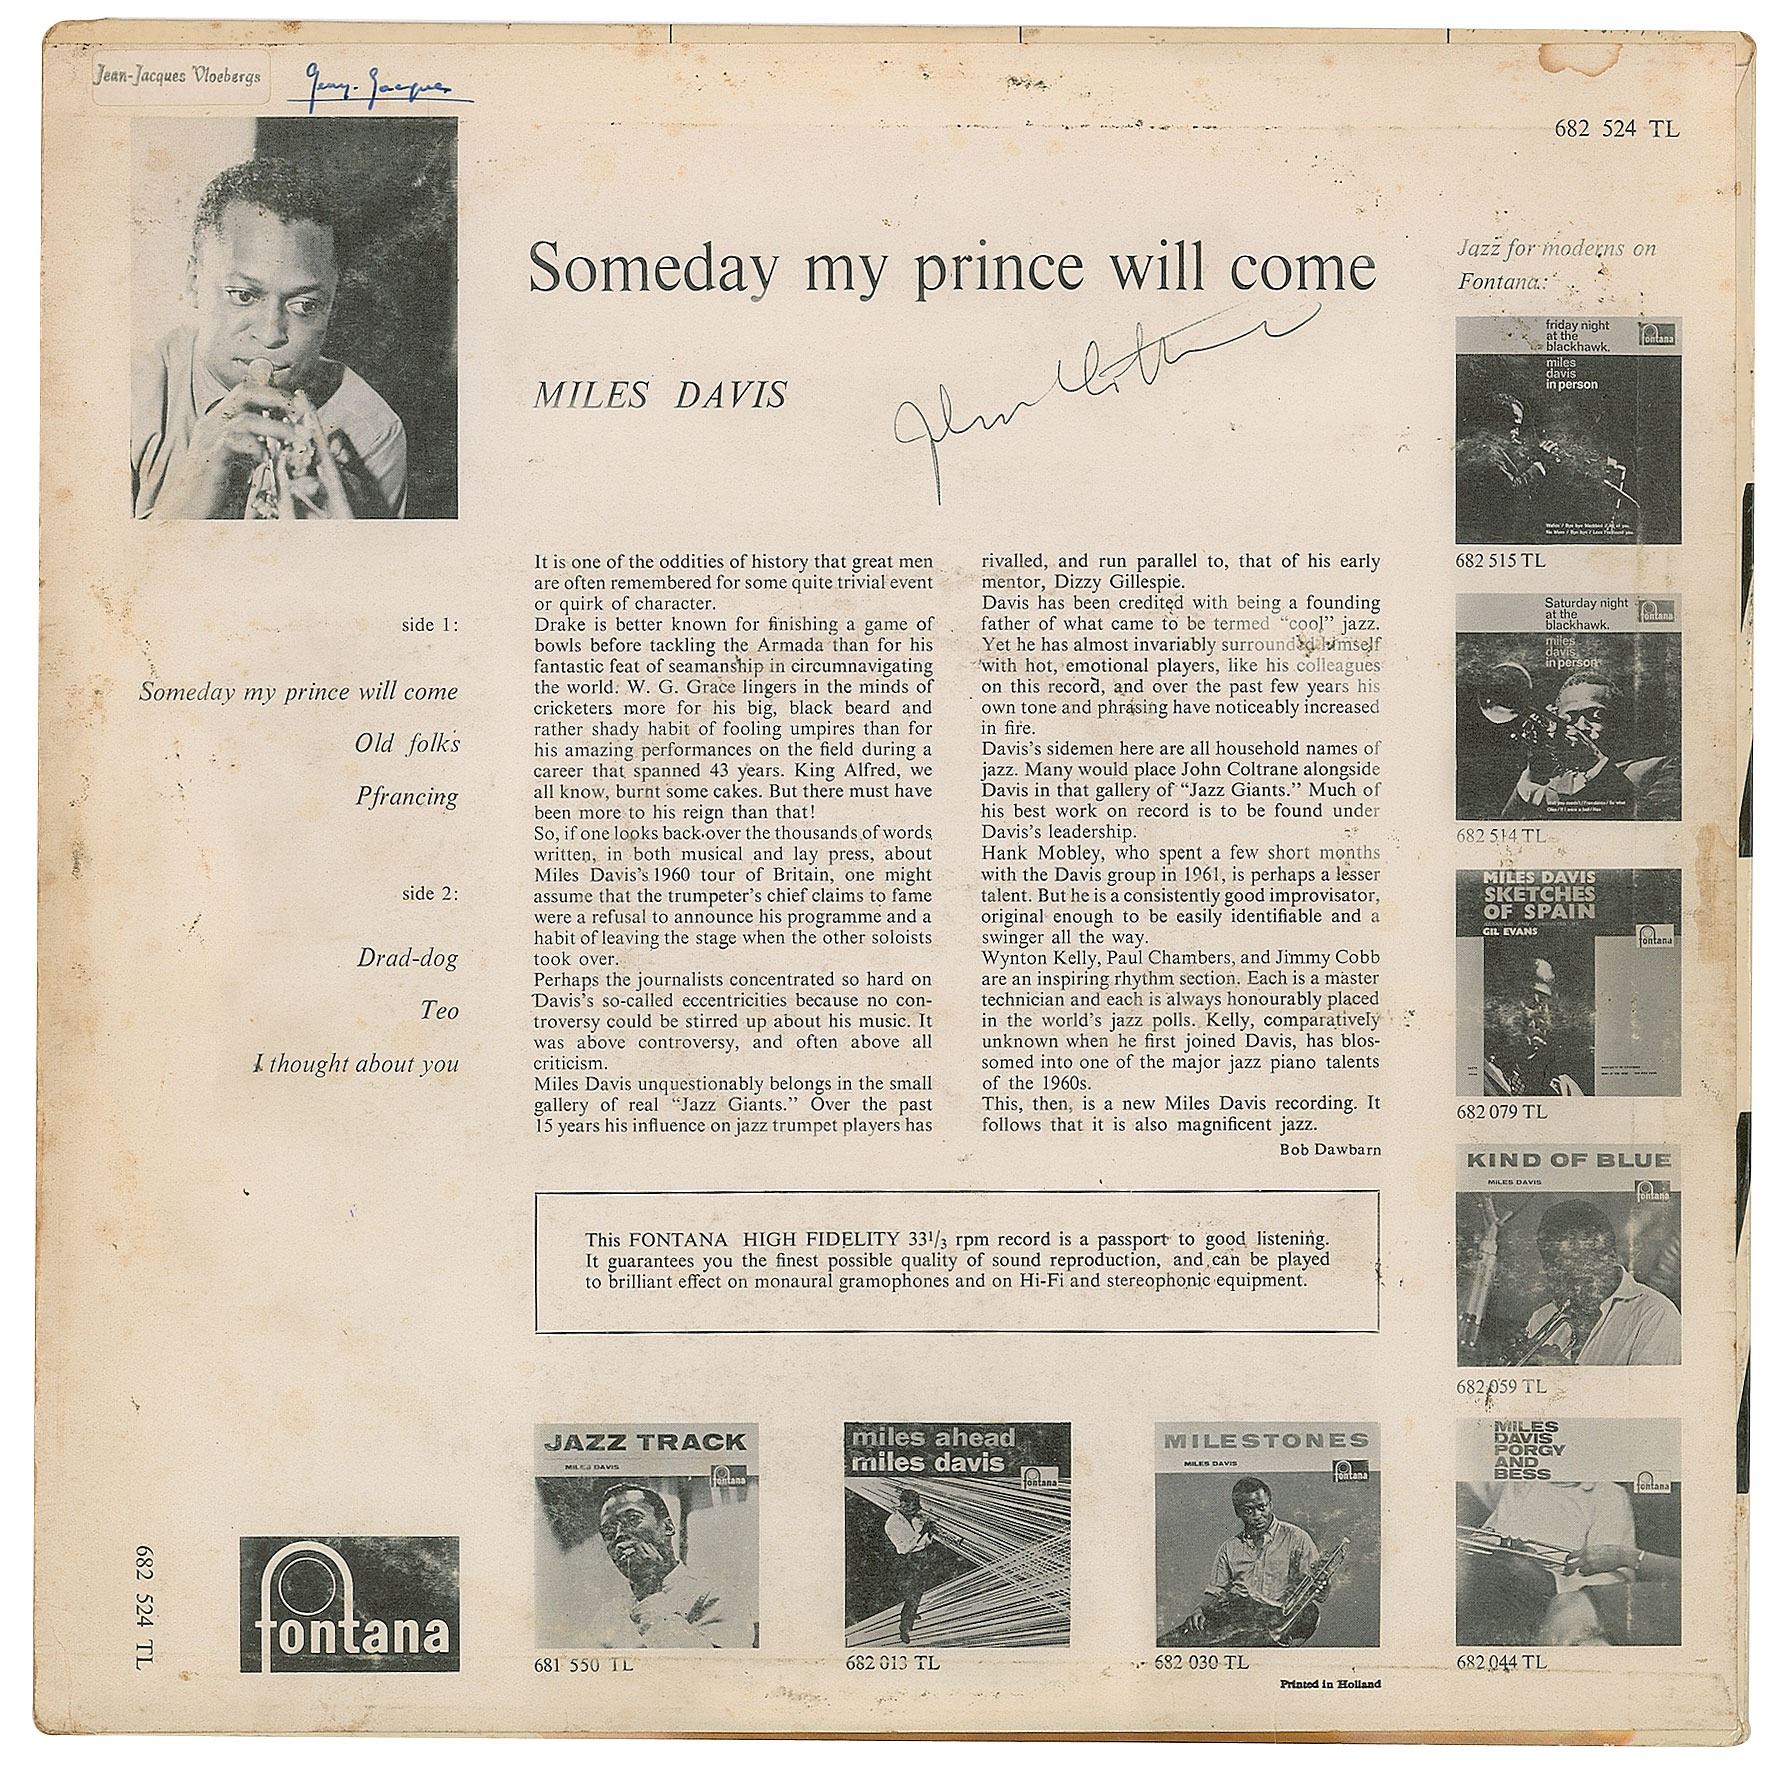 Jean-Jacques Vloebergs
Jean-Jacques
682 524 TL
Someday my prince will come
MILES DAVIS
John Coltrane
side 1:
Someday my prince will come
Old folks
Pfrancing
side 2:
Drad-dog
Teo
I thought about you
It is one of the oddities of history that great men
are often remembered for some quite trivial event
or quirk of character.
Drake is better known for finishing a game of
bowls before tackling the Armada than for his
fantastic feat of seamanship in circumnavigating
the world. W. G. Grace lingers in the minds of
cricketers more for his big, black beard and
rather shady habit of fooling umpires than for
his amazing performances on the field during a
career that spanned 43 years. King Alfred, we
all know, burnt some cakes. But there must have
been more to his reign than that!
So, if one looks back over the thousands of words
written, in both musical and lay press, about
Miles Davis's 1960 tour of Britain, one might
assume that the trumpeter's chief claims to fame
were a refusal to announce his programme and a
habit of leaving the stage when the other soloists
took over.
Perhaps the journalists concentrated so hard on
Davis's so-called eccentricities because no con-
troversy could be stirred up about his music. It
was above controversy, and often above all
criticism.
Miles Davis unquestionably belongs in the small
gallery of real "Jazz Giants." Over the past
15 years his influence on jazz trumpet players has
rivalled, and run parallel to, that of his early
mentor, Dizzy Gillespie.
Davis has been credited with being a founding
father of what came to be termed "cool" jazz.
Yet he has almost invariably surrounded himself
with hot, emotional players, like his colleagues
on this record, and over the past few years his
own tone and phrasing have noticeably increased
in fire.
Davis's sidemen here are all household names of
jazz. Many would place John Coltrane alongside
Davis in that gallery of "Jazz Giants." Much of
his best work on record is to be found under
Davis's leadership.
Hank Mobley, who spent a few short months
with the Davis group in 1961, is perhaps a lesser
talent. But he is a consistently good improvisator,
original enough to be easily identifiable and a
swinger all the way.
Wynton Kelly, Paul Chambers, and Jimmy Cobb
are an inspiring rhythm section. Each is a master
technician and each is always honourably placed
in the world's jazz polls. Kelly, comparatively
unknown when he first joined Davis, has blos-
somed into one of the major jazz piano talents
of the 1960s.
This, then, is a new Miles Davis recording. It
follows that it is also magnificent jazz.
Bob Dawbarn
This FONTANA HIGH FIDELITY 33 1/3 rpm record is a passport to good listening.
It guarantees you the finest possible quality of sound reproduction, and can be played
to brilliant effect on monaural gramophones and on Hi-Fi and stereophonic equipment.
Jazz for moderns on
Fontana:
friday night
at the
blackhawk.
fontana
miles
davis
in person
682 515 TL
Saturday night
at the
blackhawk.
fontana
miles
davis
in person
682 514 TL
MILES DAVIS
SKETCHES
OF SPAIN
GIL EVANS
fontana
682 079 TL
KIND OF BLUE
MILES DAVIS
fontana
682 059 TL
MILES
DAVIS
PORGY
AND
BESS
fontana
682 044 TL
JAZZ TRACK
MILES DAVIS
fontana
681 550 TL
miles ahead
miles davis
fontana
682 013 TL
MILESTONES
MILES DAVIS
fontana
682 030 TL
Printed in Holland
682 524 TL
fontana